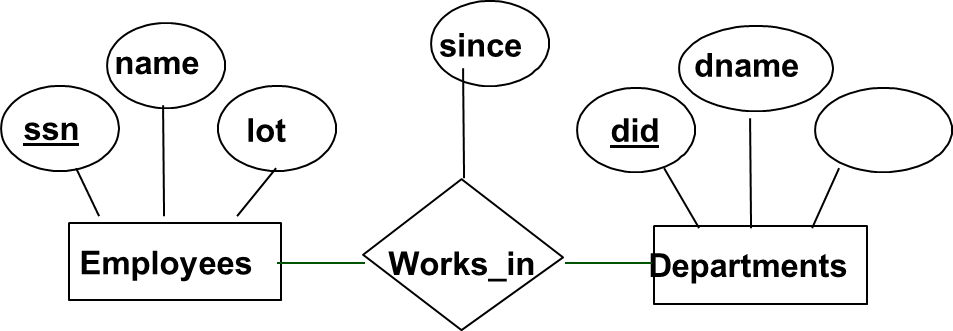 since
name
dname
ssn
lot
did
Employees
Works_in
Departments